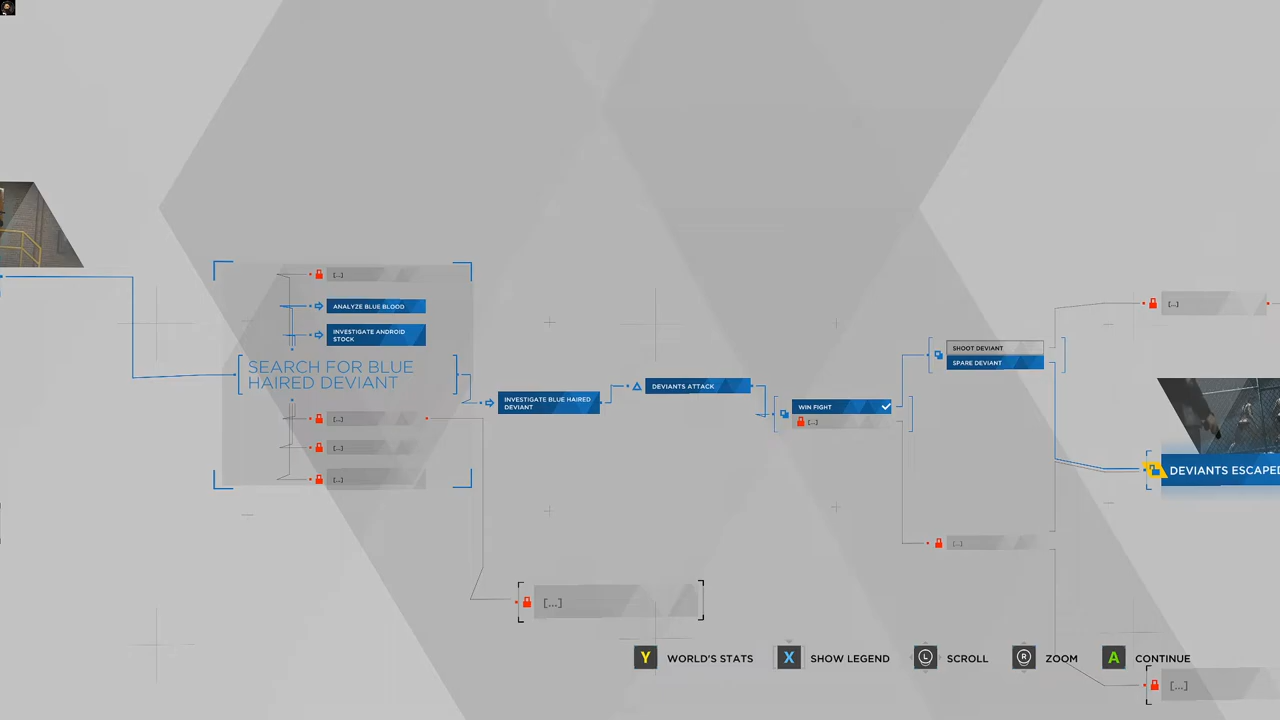 [...]
ANALYZE BLUE BLOOD
INVESTIGATE ANDROID
STOCK
SEARCH FOR BLUE
HAIRED DEVIANT
[...]
[...]
[...]
[...]
INVESTIGATE BLUE HAIRED
DEVIANT
DEVIANTS ATTACK
WIN FIGHT
[...]
SHOOT DEVIANT
SPARE DEVIANT
[...]
[...]
DEVIANTS ESCAPED
[...]
Y WORLD'S STATS
X SHOW LEGEND
L SCROLL
R ZOOM
A CONTINUE